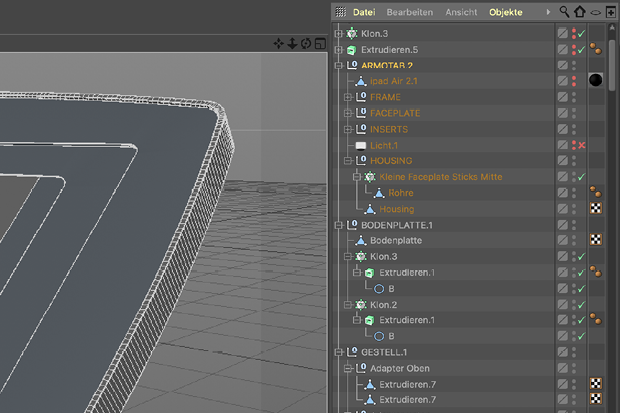 Datei Bearbeiten Ansicht Objekte
Klon.3
Extrudieren.5
ARMOTAB.2
ipad Air 2.1
FRAME
FACEPLATE
INSERTS
Licht.1
HOUSING
Kleine Faceplate Sticks Mitte
Rohre
Housing
BODENPLATTE.1
Bodenplatte
Klon.3
Extrudieren.1
B
Klon.2
Extrudieren.1
B
GESTELL.1
Adapter Oben
Extrudieren.7
Extrudieren.7